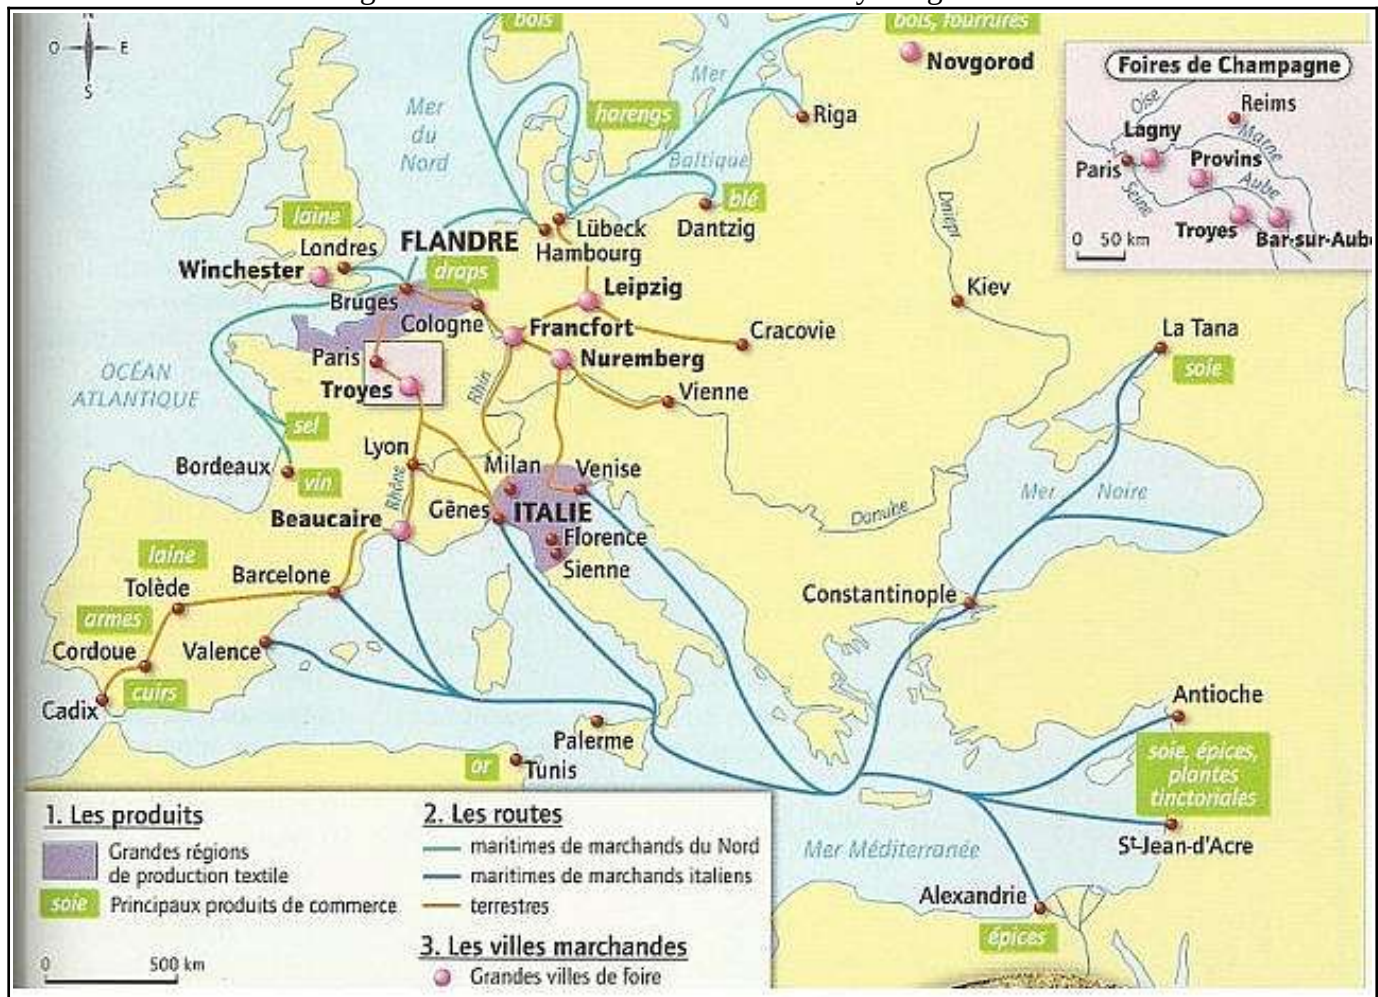 N
O
E
S
bois
bois, fourrures
Novgorod
Foires de Champagne
Oise
Reims
Lagny
Marne
Paris
Provins
Seine
Aube
Troyes
Bar-sur-Aub
0 50 km
Mer
du
Nord
Mer
Baltique
harengs
Riga
blé
Dantzig
Lübeck
Hambourg
laine
Londres
Winchester
FLANDRE
draps
Bruges
Cologne
Leipzig
Francfort
Cracovie
Nuremberg
Vienne
Dniepr
Kiev
La Tana
soie
Paris
Troyes
Rhin
OCÉAN
ATLANTIQUE
sel
Bordeaux
vin
Lyon
Rhône
Milan
Venise
Gênes
ITALIE
Florence
Sienne
Beaucaire
Danube
Mer Noire
laine
Tolède
Barcelone
armes
Cordoue
Valence
cuirs
Cadix
Constantinople
Antioche
soie, épices,
plantes
tinctoriales
St-Jean-d'Acre
Palerme
or
Tunis
Mer Méditerranée
Alexandrie
épices
1. Les produits
Grandes régions
de production textile
soie
Principaux produits de commerce
0 500 km
2. Les routes
maritimes de marchands du Nord
maritimes de marchands italiens
terrestres
3. Les villes marchandes
Grandes villes de foire